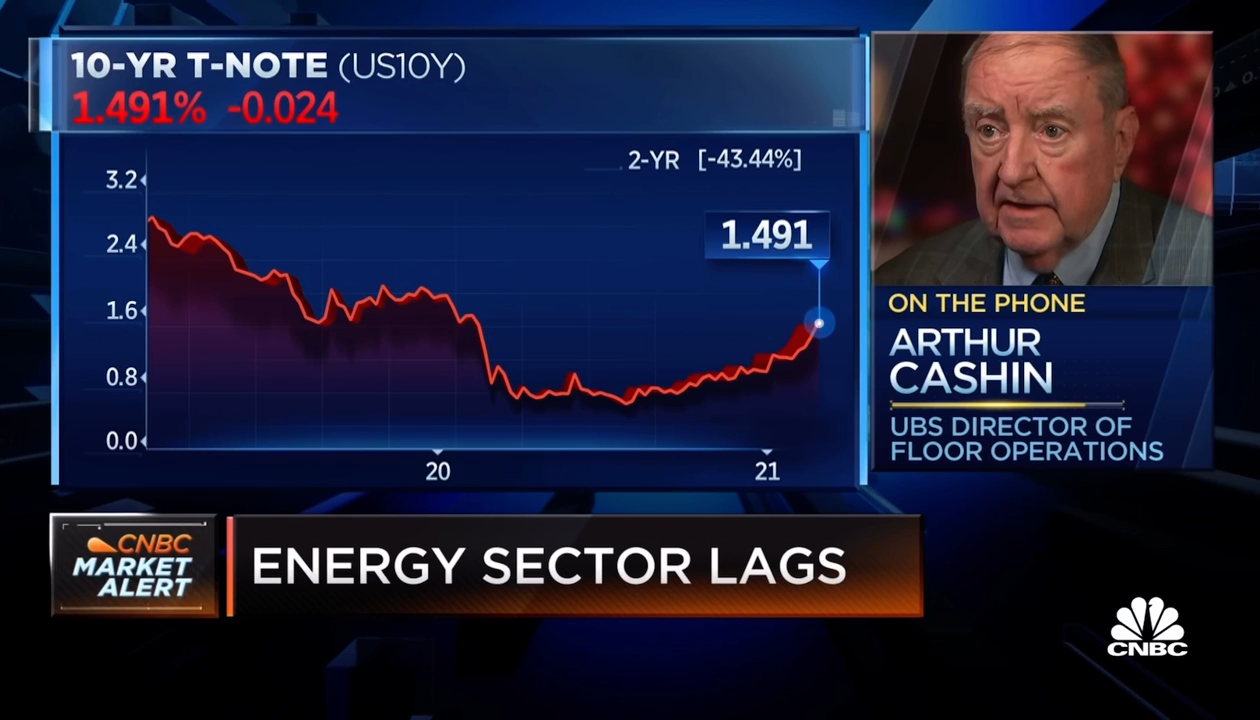 10-YR T-NOTE (US10Y)
1.491% -0.024
2-YR [-43.44%]
3.2
2.4
1.6
0.8
0.0
1.491
20
21
ON THE PHONE
ARTHUR
CASHIN
UBS DIRECTOR OF
FLOOR OPERATIONS
CNBC
MARKET
ALERT
ENERGY SECTOR LAGS
CNBC